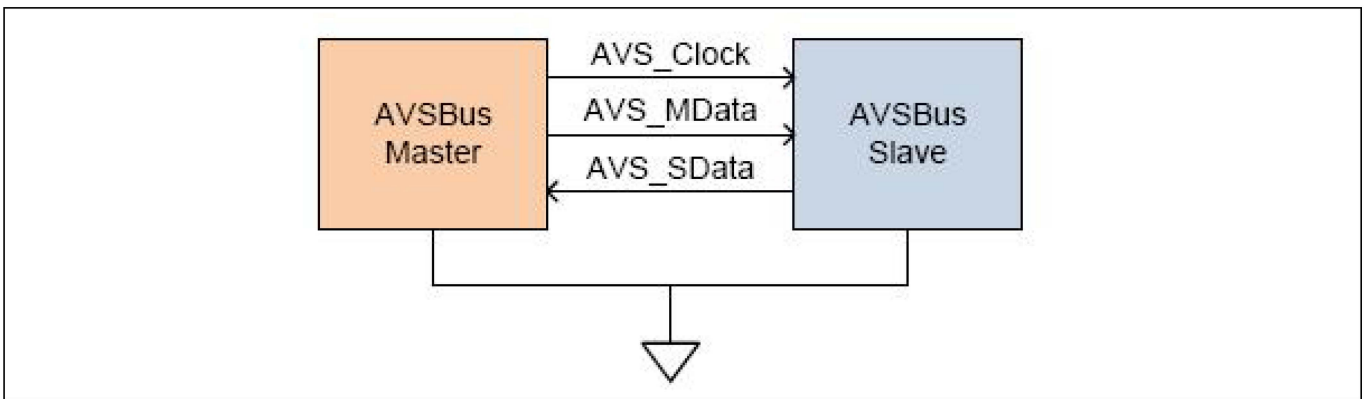 AVSBus
Master
AVS_Clock
AVS_MData
AVS_SData
AVSBus
Slave